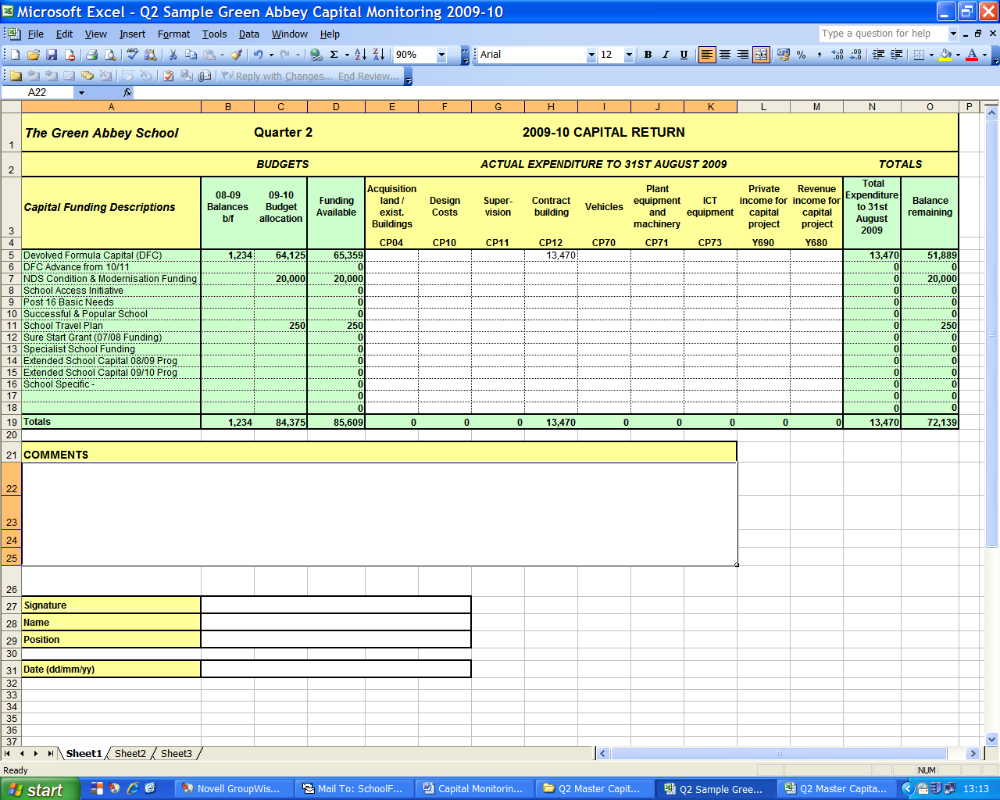 Microsoft Excel - Q2 Sample Green Abbey Capital Monitoring 2009-10
File Edit View Insert Format Tools Data Window Help
Type a question for help
90% Arial 12 B I U
Reply with Changes... End Review...
A22 fx
A B C D E F G H I J K L M N O P
1 The Green Abbey School Quarter 2 2009-10 CAPITAL RETURN
2 BUDGETS ACTUAL EXPENDITURE TO 31ST AUGUST 2009 TOTALS
3 Capital Funding Descriptions
08-09 Balances b/f
09-10 Budget allocation
Funding Available
Acquisition land / exist. Buildings
Design Costs
Super-vision
Contract building
Vehicles
Plant equipment and machinery
ICT equipment
Private income for capital project
Revenue income for capital project
Total Expenditure to 31st August 2009
Balance remaining
4 CP04 CP10 CP11 CP12 CP70 CP71 CP73 Y690 Y680
5 Devolved Formula Capital (DFC) 1,234 64,125 65,359 13,470 13,470 51,889
6 DFC Advance from 10/11 0 0 0
7 NDS Condition & Modernisation Funding 20,000 20,000 0 20,000
8 School Access Initiative 0 0 0
9 Post 16 Basic Needs 0 0 0
10 Successful & Popular School 0 0 0
11 School Travel Plan 250 250 0 250
12 Sure Start Grant (07/08 Funding) 0 0 0
13 Specialist School Funding 0 0 0
14 Extended School Capital 08/09 Prog 0 0 0
15 Extended School Capital 09/10 Prog 0 0 0
16 School Specific - 0 0 0
17 0 0 0
18 0 0 0
19 Totals 1,234 84,375 85,609 0 0 0 13,470 0 0 0 0 0 13,470 72,139
20
21 COMMENTS
22
23
24
25
26
27 Signature
28 Name
29 Position
30
31 Date (dd/mm/yy)
32
33
34
35
36
37
Sheet1 Sheet2 Sheet3
Ready NUM
start Novell GroupWis... Mail To: SchoolF... Capital Monitorin... Q2 Master Capit... Q2 Sample Gree... Q2 Master Capita... 13:13